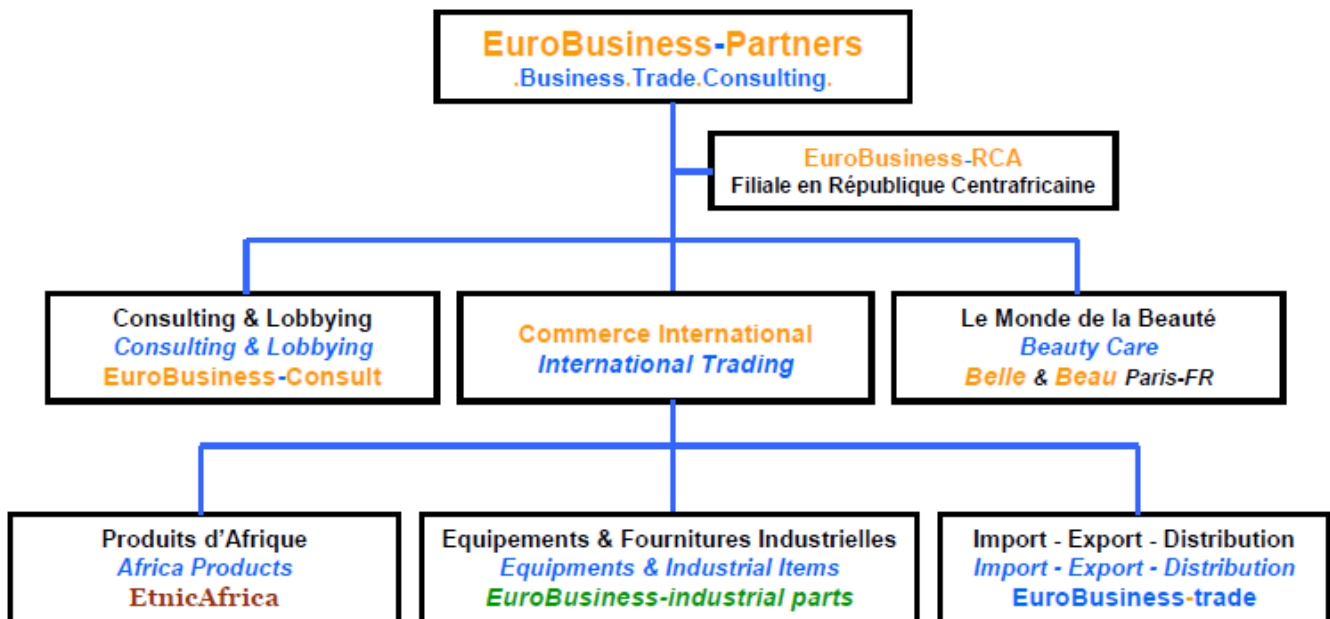 EuroBusiness-Partners
.Business.Trade.Consulting.
EuroBusiness-RCA
Filiale en République Centrafricaine
Consulting & Lobbying
Consulting & Lobbying
EuroBusiness-Consult
Commerce International
International Trading
Le Monde de la Beauté
Beauty Care
Belle & Beau Paris-FR
Produits d'Afrique
Africa Products
EtnicAfrica
Equipements & Fournitures Industrielles
Equipments & Industrial Items
EuroBusiness-industrial parts
Import - Export - Distribution
Import - Export - Distribution
EuroBusiness-trade